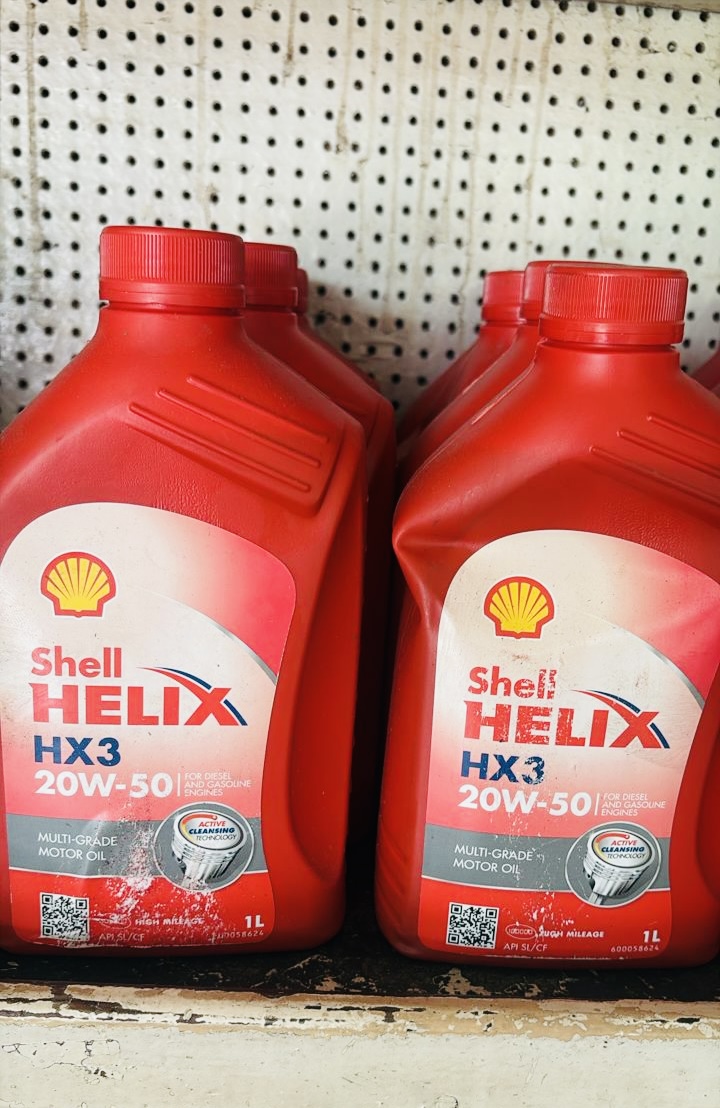 Shell
HELIX
HX3
20W-50
FOR DIESEL
AND GASOLINE
ENGINES
MULTI-GRADE
MOTOR OIL
ACTIVE
CLEANSING
TECHNOLOGY
HIGH MILEAGE
1L
API SL/CF
600058624
Shell
HELIX
HX3
20W-50
FOR DIESEL
AND GASOLINE
ENGINES
MULTI-GRADE
MOTOR OIL
ACTIVE
CLEANSING
TECHNOLOGY
HIGH MILEAGE
1L
API SL/CF
600058624